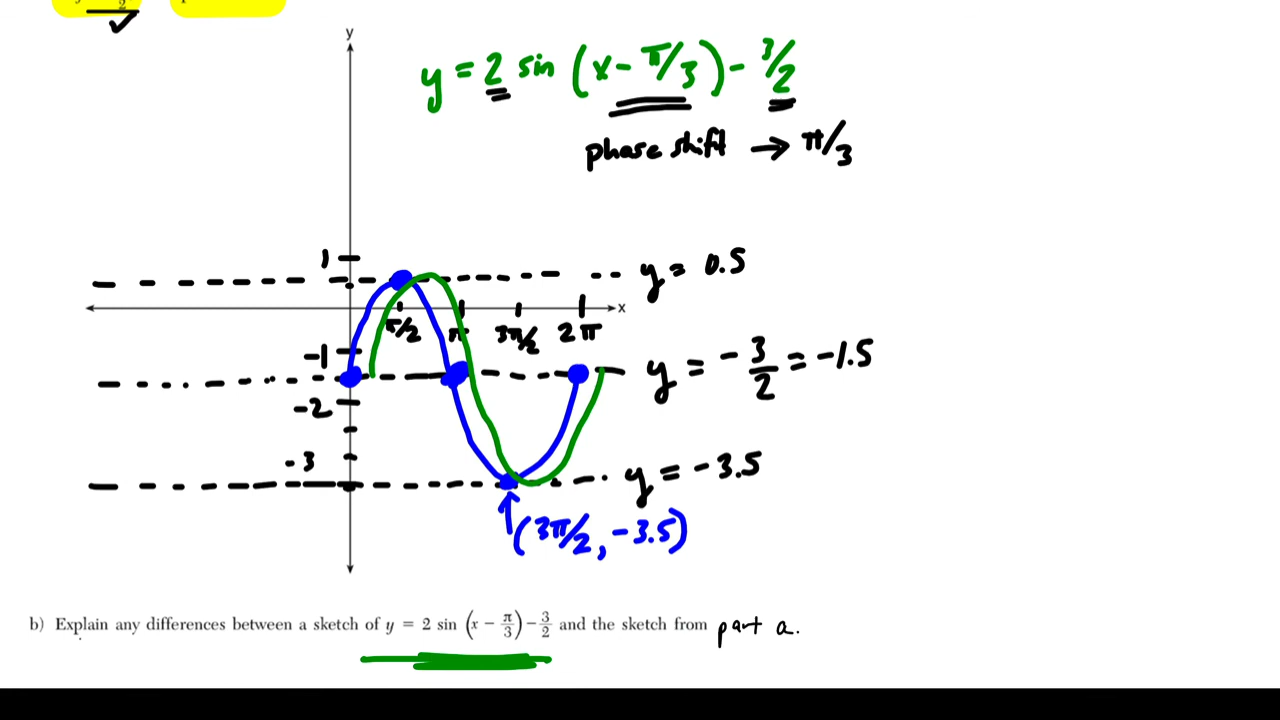 y
y = 2 sin (x - π/3) - 3/2
phase shift → π/3
1
y = 0.5
x
π/2 π 3π/2 2π
-1
y = - 3/2 = -1.5
-2
-3
y = -3.5
(3π/2, -3.5)
b) Explain any differences between a sketch of y = 2 sin (x − π/3) − 3/2 and the sketch from part a.